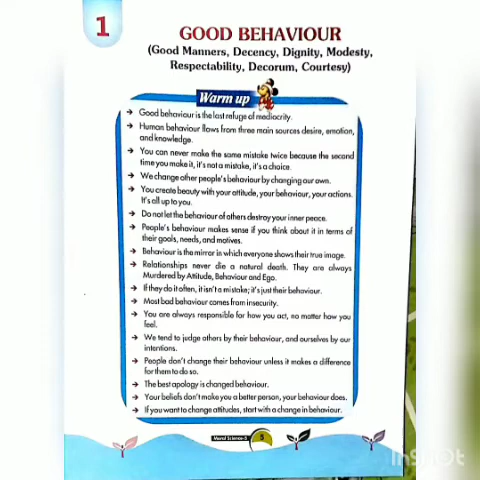 1
GOOD BEHAVIOUR
(Good Manners, Decency, Dignity, Modesty,
Respectability, Decorum, Courtesy)
Warm up
→ Good behaviour is the last refuge of mediocrity.
→ Human behaviour flows from three main sources desire, emotion,
and knowledge.
→ You can never make the same mistake twice because the second
time you make it, it's not a mistake, it's a choice.
→ We change other people's behaviour by changing our own.
→ You create beauty with your attitude, your behaviour, your actions.
It's all up to you.
→ Do not let the behaviour of others destroy your inner peace.
→ People's behaviour makes sense if you think about it in terms of
their goals, needs, and motives.
→ Behaviour is the mirror in which everyone shows their true image.
→ Relationships never die a natural death. They are always
Murdered by Attitude, Behaviour and Ego.
→ If they do it often, it isn't a mistake; it's just their behaviour.
→ Most bad behaviour comes from insecurity.
→ You are always responsible for how you act, no matter how you
feel.
→ We tend to judge others by their behaviour, and ourselves by our
intentions.
→ People don't change their behaviour unless it makes a difference
for them to do so.
→ The best apology is changed behaviour.
→ Your beliefs don't make you a better person, your behaviour does.
→ If you want to change attitudes, start with a change in behaviour.
Moral Science-5
5
InShOt